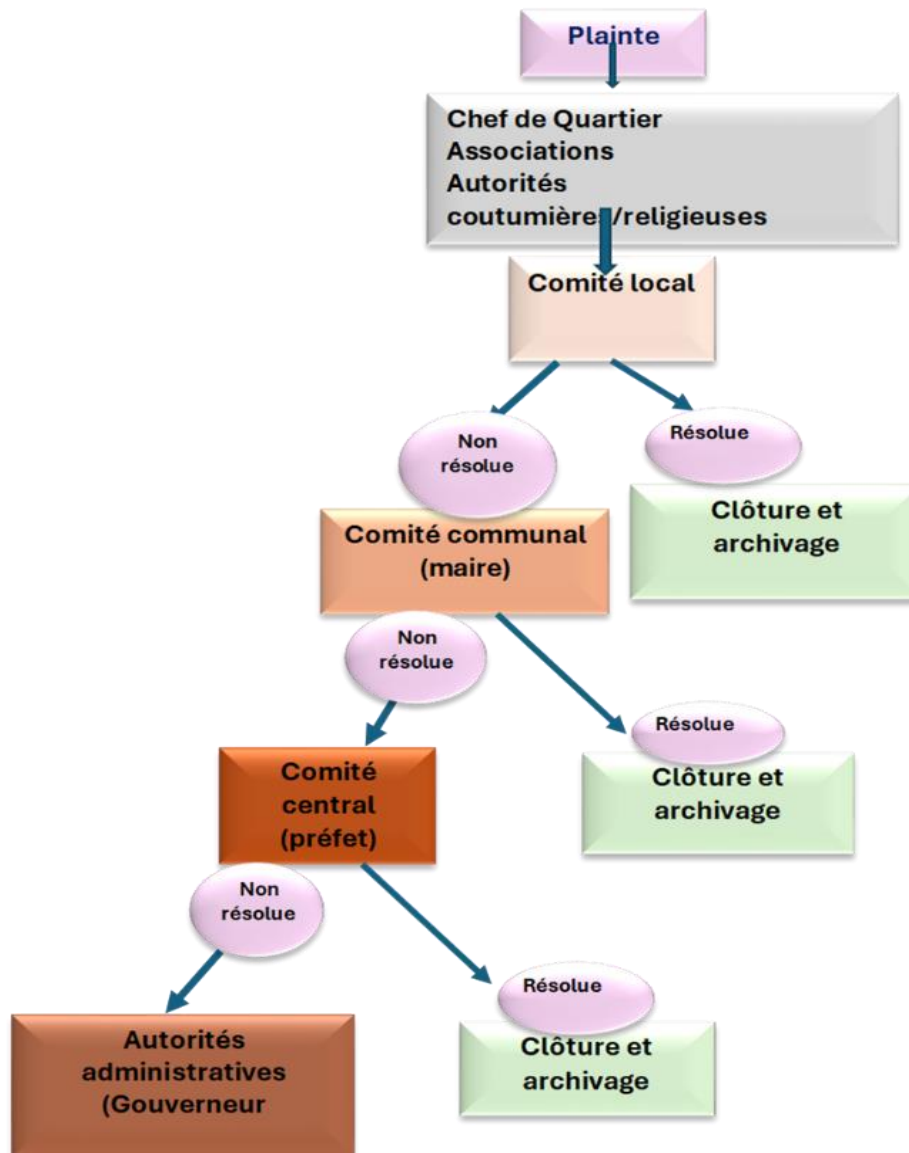 Plainte
Chef de Quartier
Associations
Autorités
coutumières/religieuses
Comité local
Non
résolue
Résolue
Clôture et
archivage
Comité communal
(maire)
Non
résolue
Résolue
Clôture et
archivage
Comité
central
(préfet)
Non
résolue
Résolue
Clôture et
archivage
Autorités
administratives
(Gouverneur